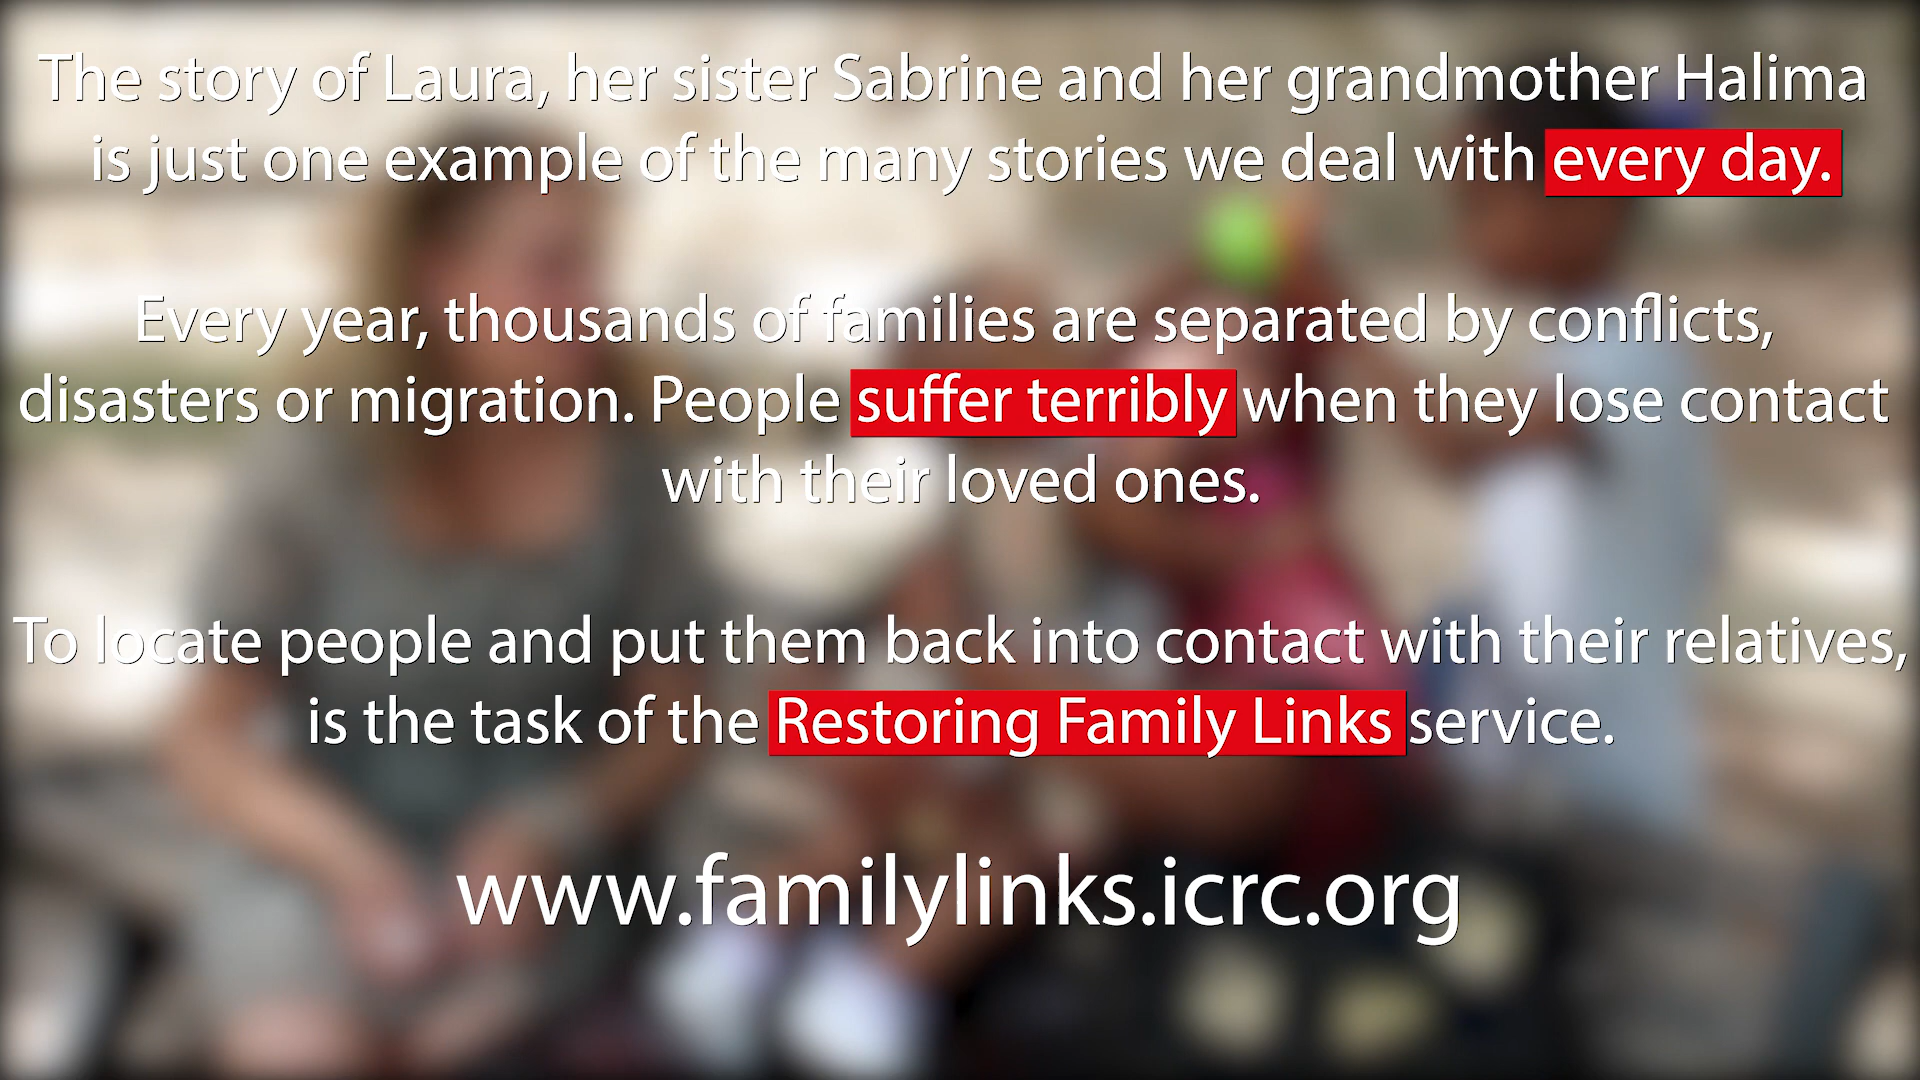 The story of Laura, her sister Sabrine and her grandmother Halima
is just one example of the many stories we deal with every day.
Every year, thousands of families are separated by conflicts,
disasters or migration. People suffer terribly when they lose contact
with their loved ones.
To locate people and put them back into contact with their relatives,
is the task of the Restoring Family Links service.
www.familylinks.icrc.org